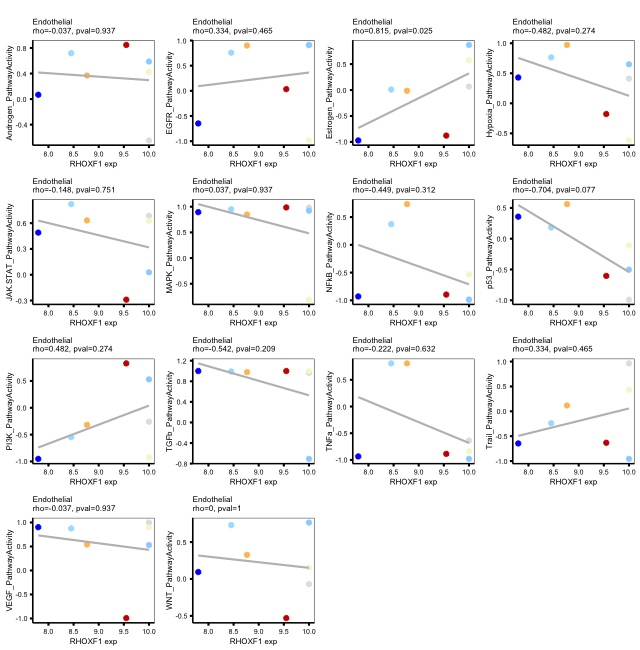 Endothelial
rho=-0.037, pval=0.937
Androgen_PathwayActivity
0.8
0.4
0.0
-0.4
8.0 8.5 9.0 9.5 10.0
RHOXF1 exp
Endothelial
rho=0.334, pval=0.465
EGFR_PathwayActivity
1.0
0.5
0.0
-0.5
-1.0
8.0 8.5 9.0 9.5 10.0
RHOXF1 exp
Endothelial
rho=0.815, pval=0.025
Estrogen_PathwayActivity
0.5
0.0
-0.5
-1.0
8.0 8.5 9.0 9.5 10.0
RHOXF1 exp
Endothelial
rho=-0.482, pval=0.274
Hypoxia_PathwayActivity
1.0
0.5
0.0
-0.5
8.0 8.5 9.0 9.5 10.0
RHOXF1 exp
Endothelial
rho=-0.148, pval=0.751
JAK.STAT_PathwayActivity
0.6
0.3
0.0
-0.3
8.0 8.5 9.0 9.5 10.0
RHOXF1 exp
Endothelial
rho=0.037, pval=0.937
MAPK_PathwayActivity
1.0
0.5
0.0
-0.5
8.0 8.5 9.0 9.5 10.0
RHOXF1 exp
Endothelial
rho=-0.449, pval=0.312
NFkB_PathwayActivity
0.5
0.0
-0.5
-1.0
8.0 8.5 9.0 9.5 10.0
RHOXF1 exp
Endothelial
rho=-0.704, pval=0.077
p53_PathwayActivity
0.5
0.0
-0.5
-1.0
8.0 8.5 9.0 9.5 10.0
RHOXF1 exp
Endothelial
rho=0.482, pval=0.274
PI3K_PathwayActivity
0.5
0.0
-0.5
-1.0
8.0 8.5 9.0 9.5 10.0
RHOXF1 exp
Endothelial
rho=-0.542, pval=0.209
TGFb_PathwayActivity
1.2
0.8
0.4
0.0
-0.4
-0.8
8.0 8.5 9.0 9.5 10.0
RHOXF1 exp
Endothelial
rho=-0.222, pval=0.632
TNFa_PathwayActivity
0.5
0.0
-0.5
-1.0
8.0 8.5 9.0 9.5 10.0
RHOXF1 exp
Endothelial
rho=0.334, pval=0.465
Trail_PathwayActivity
0.5
0.0
-0.5
-1.0
8.0 8.5 9.0 9.5 10.0
RHOXF1 exp
Endothelial
rho=-0.037, pval=0.937
VEGF_PathwayActivity
1.0
0.5
0.0
-0.5
-1.0
8.0 8.5 9.0 9.5 10.0
RHOXF1 exp
Endothelial
rho=0, pval=1
WNT_PathwayActivity
0.5
0.0
-0.5
8.0 8.5 9.0 9.5 10.0
RHOXF1 exp